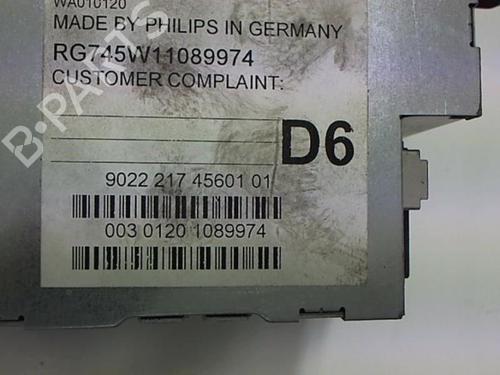 WA010120
MADE BY PHILIPS IN GERMANY
RG745W11089974
CUSTOMER COMPLAINT:
D6
9022 217 45601 01
003 0120 1089974
B-PARTS